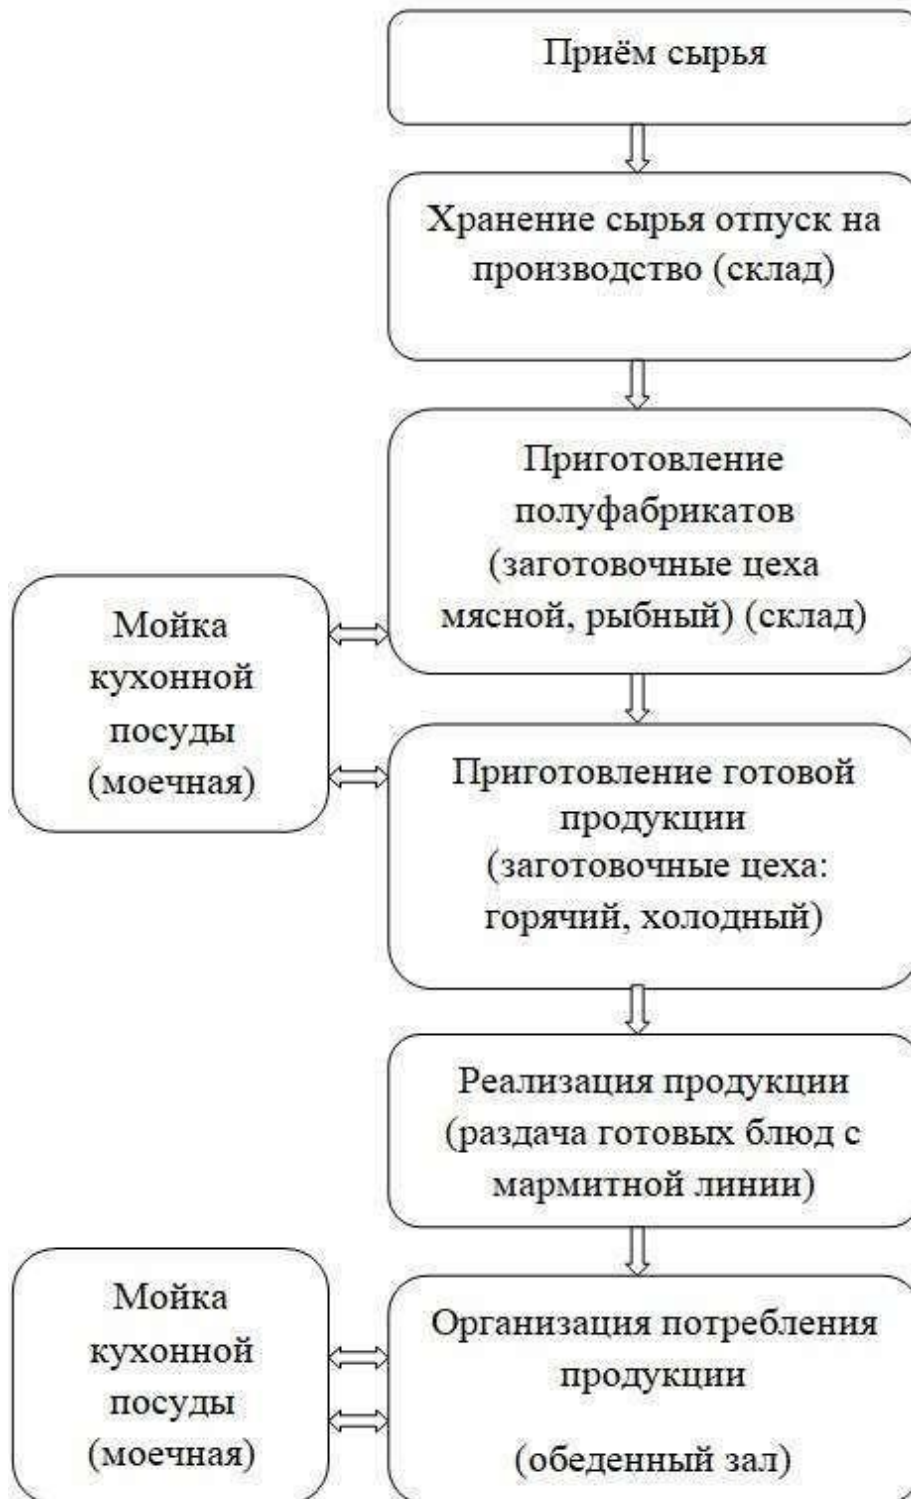 Приём сырья
Хранение сырья отпуск на
производство (склад)
Приготовление
полуфабрикатов
(заготовочные цеха
мясной, рыбный) (склад)
Мойка
кухонной
посуды
(моечная)
Приготовление готовой
продукции
(заготовочные цеха:
горячий, холодный)
Реализация продукции
(раздача готовых блюд с
мармитной линии)
Мойка
кухонной
посуды
(моечная)
Организация потребления
продукции
(обеденный зал)